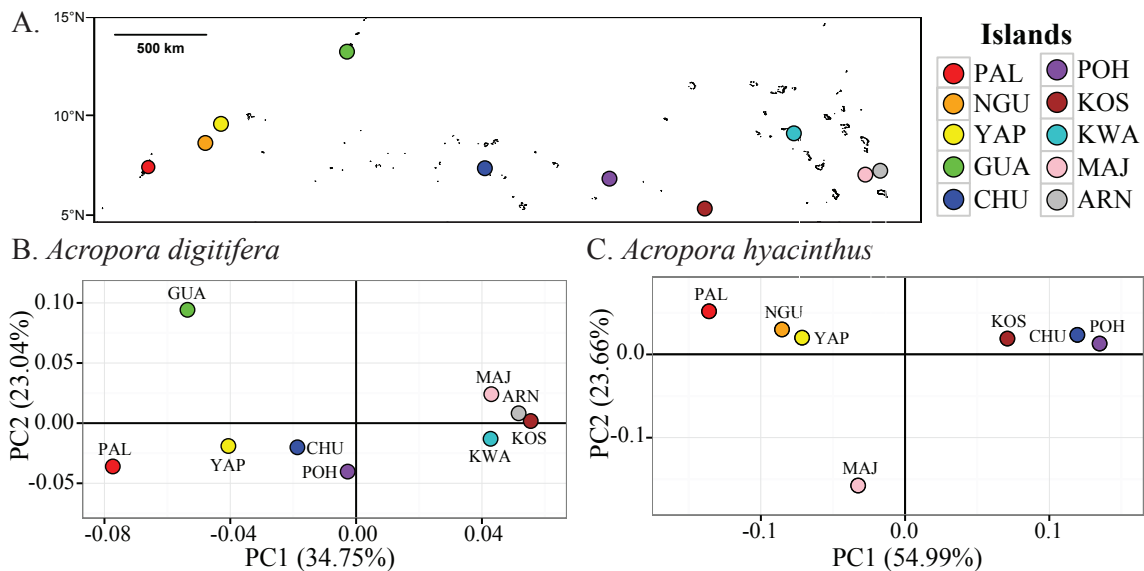 A.
15°N
10°N
5°N
500 km
Islands
PAL POH
NGU KOS
YAP KWA
GUA MAJ
CHU ARN
B. Acropora digitifera
PC2 (23.04%)
0.10
0.05
0.00
-0.05
GUA
MAJ
ARN
KOS
KWA
CHU
POH
YAP
PAL
-0.08 -0.04 0.00 0.04
PC1 (34.75%)
C. Acropora hyacinthus
PC2 (23.66%)
0.0
-0.1
PAL
NGU
YAP
KOS
CHU
POH
MAJ
-0.1 0.0 0.1
PC1 (54.99%)